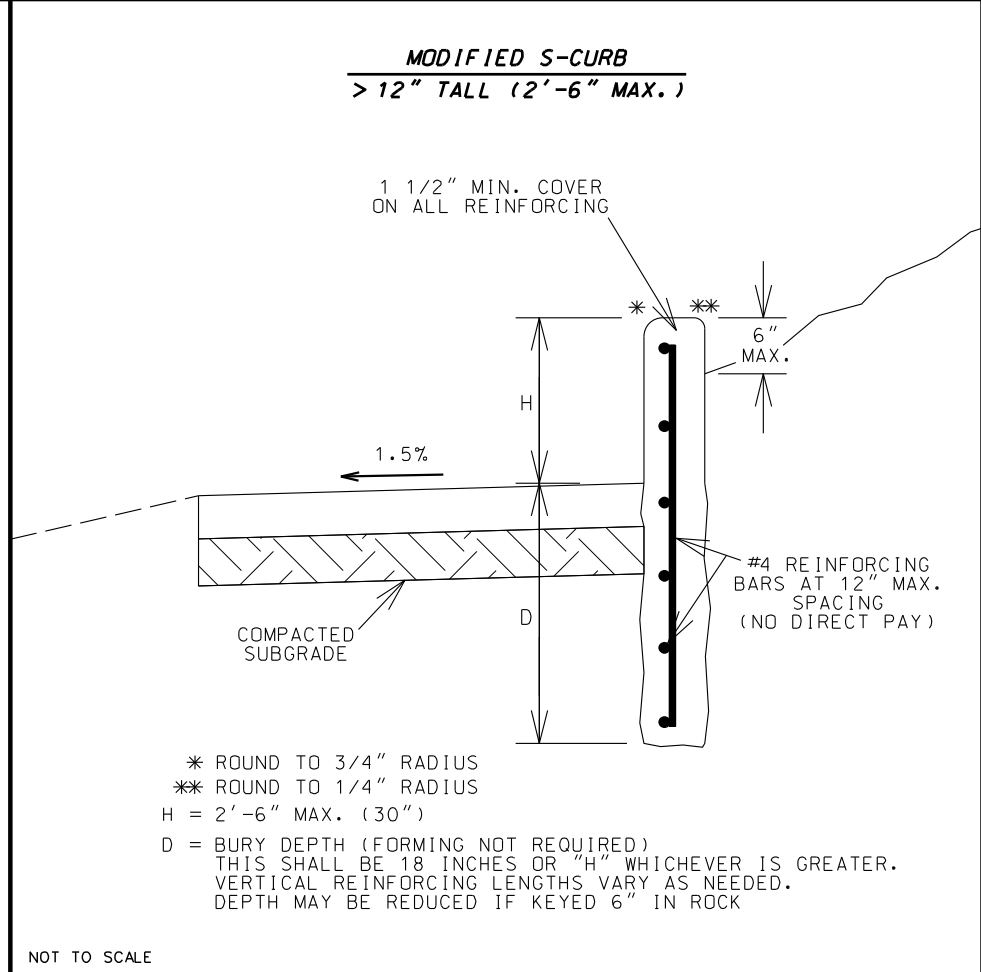 MODIFIED S-CURB
> 12" TALL (2'-6" MAX.)
1 1/2" MIN. COVER
ON ALL REINFORCING
* **
6"
MAX.
H
1.5%
#4 REINFORCING
BARS AT 12" MAX.
SPACING
(NO DIRECT PAY)
D
COMPACTED
SUBGRADE
* ROUND TO 3/4" RADIUS
** ROUND TO 1/4" RADIUS
H = 2'-6" MAX. (30")
D = BURY DEPTH (FORMING NOT REQUIRED)
THIS SHALL BE 18 INCHES OR "H" WHICHEVER IS GREATER.
VERTICAL REINFORCING LENGTHS VARY AS NEEDED.
DEPTH MAY BE REDUCED IF KEYED 6" IN ROCK
NOT TO SCALE